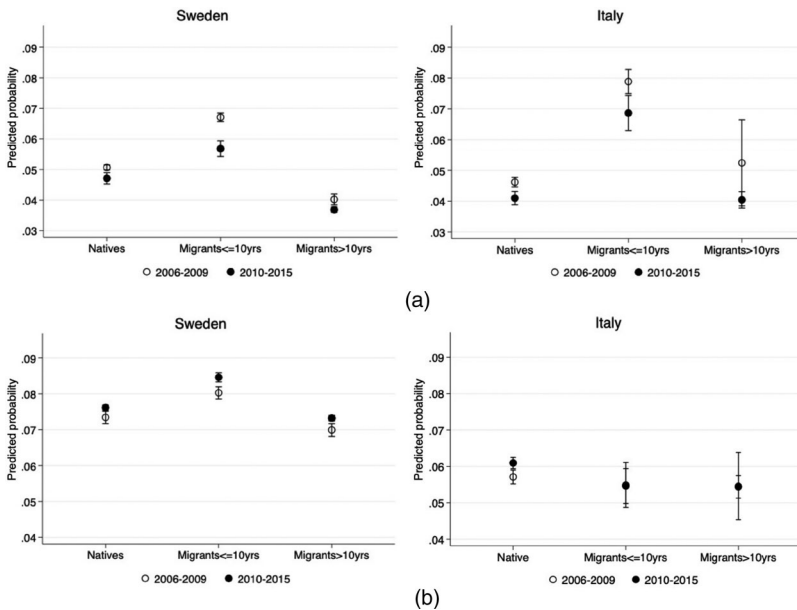 Sweden
Predicted probability
.09
.08
.07
.06
.05
.04
.03
Natives Migrants<=10yrs Migrants>10yrs
2006-2009 2010-2015
Italy
Predicted probability
.09
.08
.07
.06
.05
.04
.03
Natives Migrants<=10yrs Migrants>10yrs
2006-2009 2010-2015
(a)
Sweden
Predicted probability
.09
.08
.07
.06
.05
.04
Natives Migrants<=10yrs Migrants>10yrs
2006-2009 2010-2015
Italy
Predicted probability
.09
.08
.07
.06
.05
.04
Native Migrants<=10yrs Migrants>10yrs
2006-2009 2010-2015
(b)